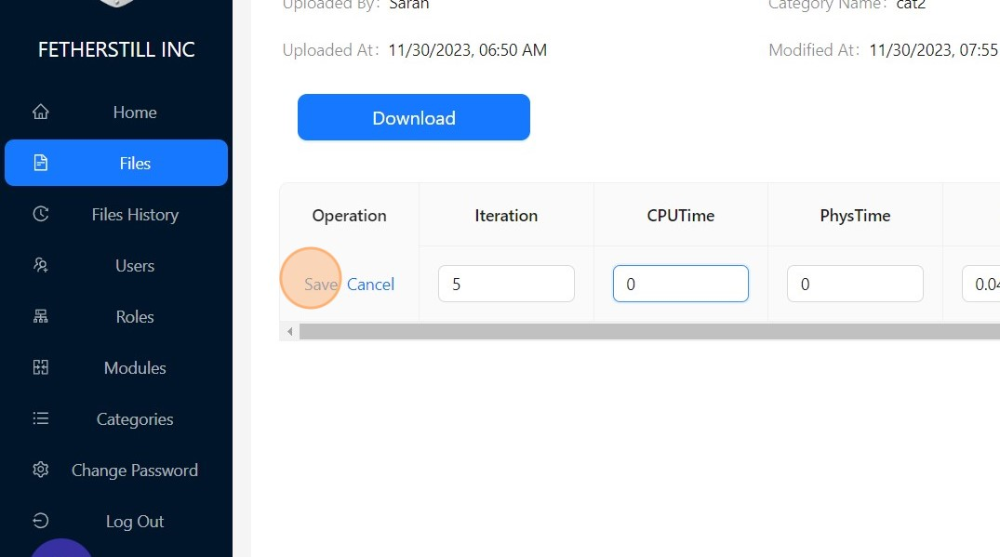 Uploaded By: Sarah
Category Name: cat2
FETHERSTILL INC
Uploaded At: 11/30/2023, 06:50 AM
Modified At: 11/30/2023, 07:55
Home
Download
Files
Files History
Users
Roles
Modules
Categories
Change Password
Log Out
Operation Iteration CPUTime PhysTime
Save Cancel 5 0 0 0.04